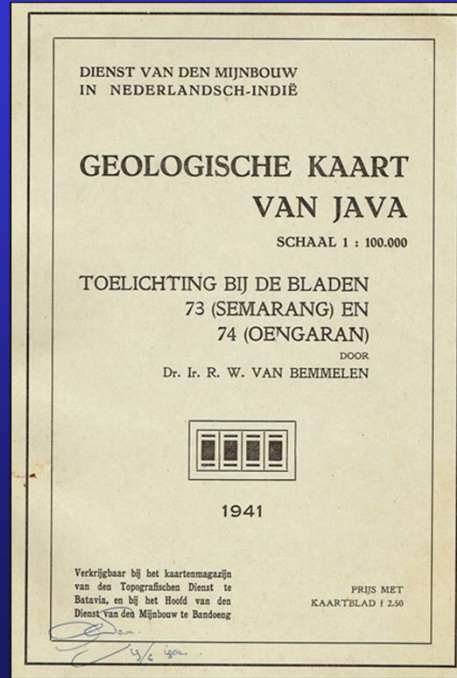 DIENST VAN DEN MIJNBOUW
IN NEDERLANDSCH-INDIË
GEOLOGISCHE KAART
VAN JAVA
SCHAAL 1 : 100.000
TOELICHTING BIJ DE BLADEN
73 (SEMARANG) EN
74 (OENGARAN)
DOOR
Dr. Ir. R. W. VAN BEMMELEN
1941
Verkrijgbaar bij het kaartenmagazijn
van den Topografischen Dienst te
Batavia, en bij het Hoofd van den
Dienst van den Mijnbouw te Bandoeng
PRIJS MET
KAARTBLAD f 2.50